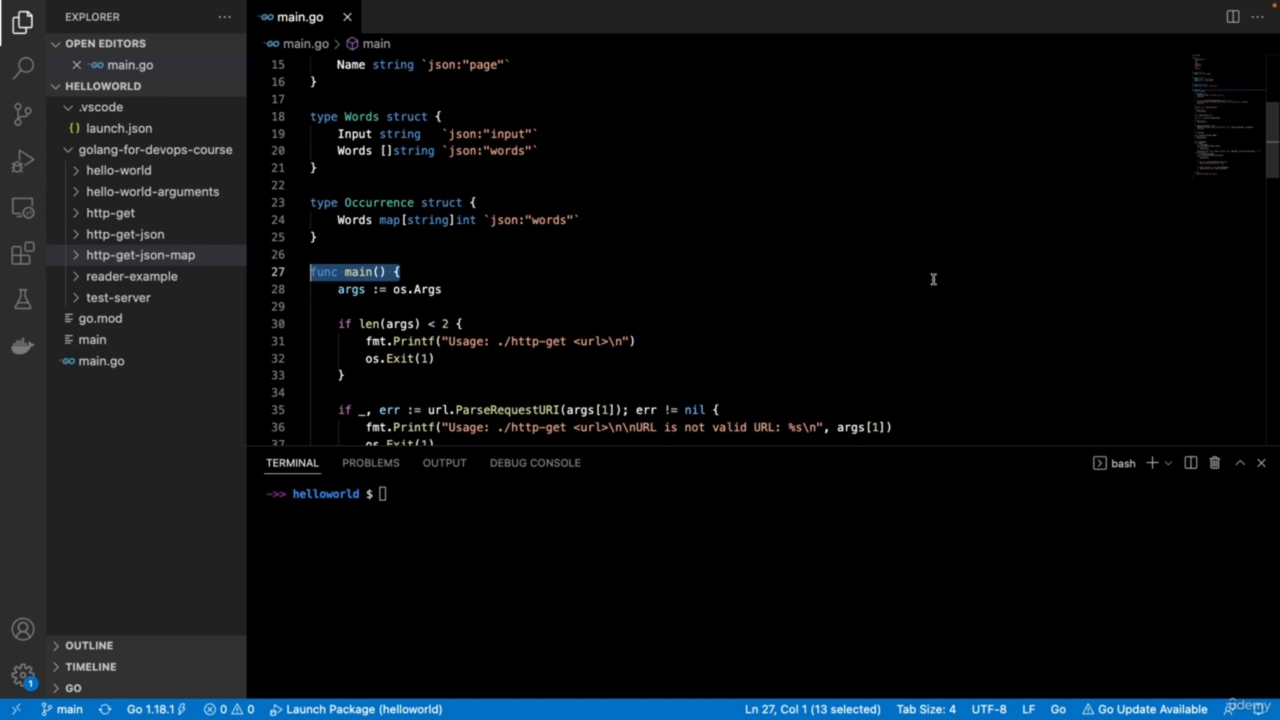 EXPLORER
OPEN EDITORS
main.go
HELLOWORLD
.vscode
{} launch.json
golang-for-devops-course
hello-world
hello-world-arguments
http-get
http-get-json
http-get-json-map
reader-example
test-server
go.mod
main
main.go
OUTLINE
TIMELINE
GO
main.go
main.go > main
15 Name string `json:"page"`
16 }
17
18 type Words struct {
19 Input string `json:"input"`
20 Words []string `json:"words"`
21 }
22
23 type Occurrence struct {
24 Words map[string]int `json:"words"`
25 }
26
27 func main() {
28 args := os.Args
29
30 if len(args) < 2 {
31 fmt.Printf("Usage: ./http-get <url>\n")
32 os.Exit(1)
33 }
34
35 if _, err := url.ParseRequestURI(args[1]); err != nil {
36 fmt.Printf("Usage: ./http-get <url>\n\nURL is not valid URL: %s\n", args[1])
37 os.Exit(1)
TERMINAL PROBLEMS OUTPUT DEBUG CONSOLE bash
->> helloworld $
1
main Go 1.18.1 0 0 Launch Package (helloworld) Ln 27, Col 1 (13 selected) Tab Size: 4 UTF-8 LF Go Go Update Available
udemy